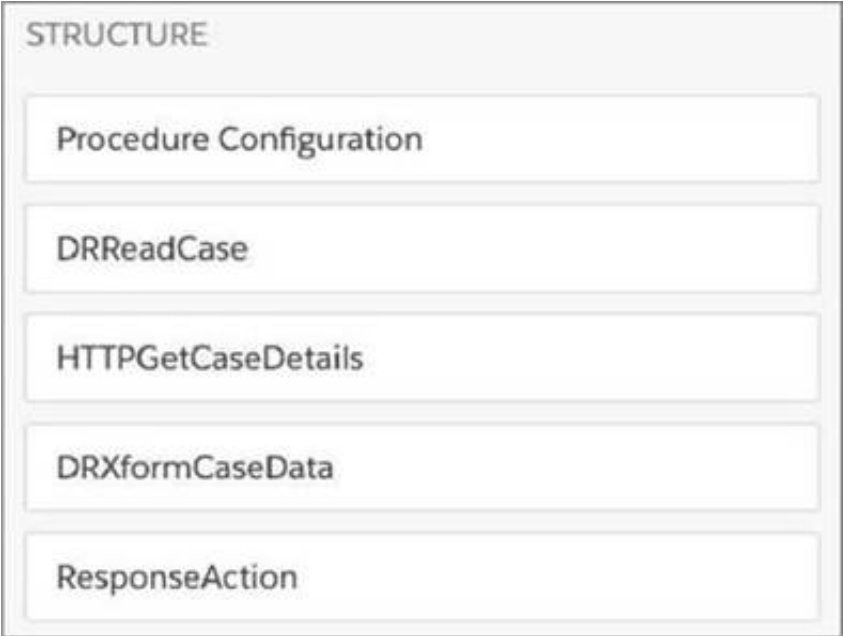 STRUCTURE
Procedure Configuration
DRReadCase
HTTPGetCaseDetails
DRXformCaseData
ResponseAction